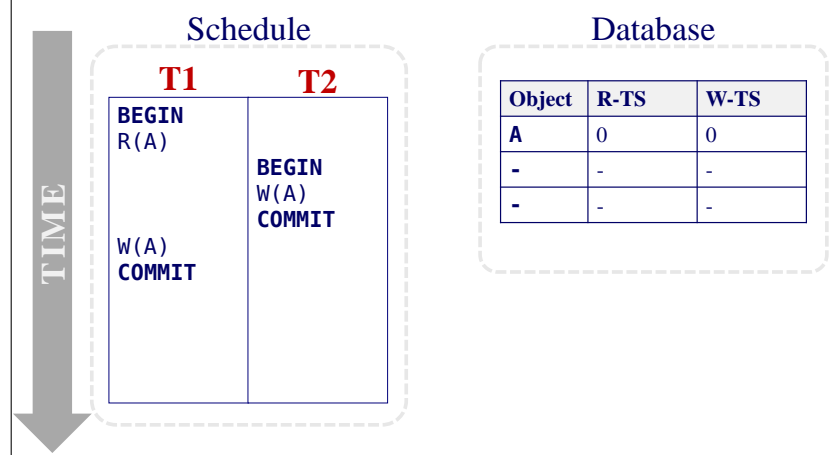 Schedule
Database
TIME
T1 T2
BEGIN
R(A)
BEGIN
W(A)
COMMIT
W(A)
COMMIT
Object R-TS W-TS
A 0 0
- - -
- - -